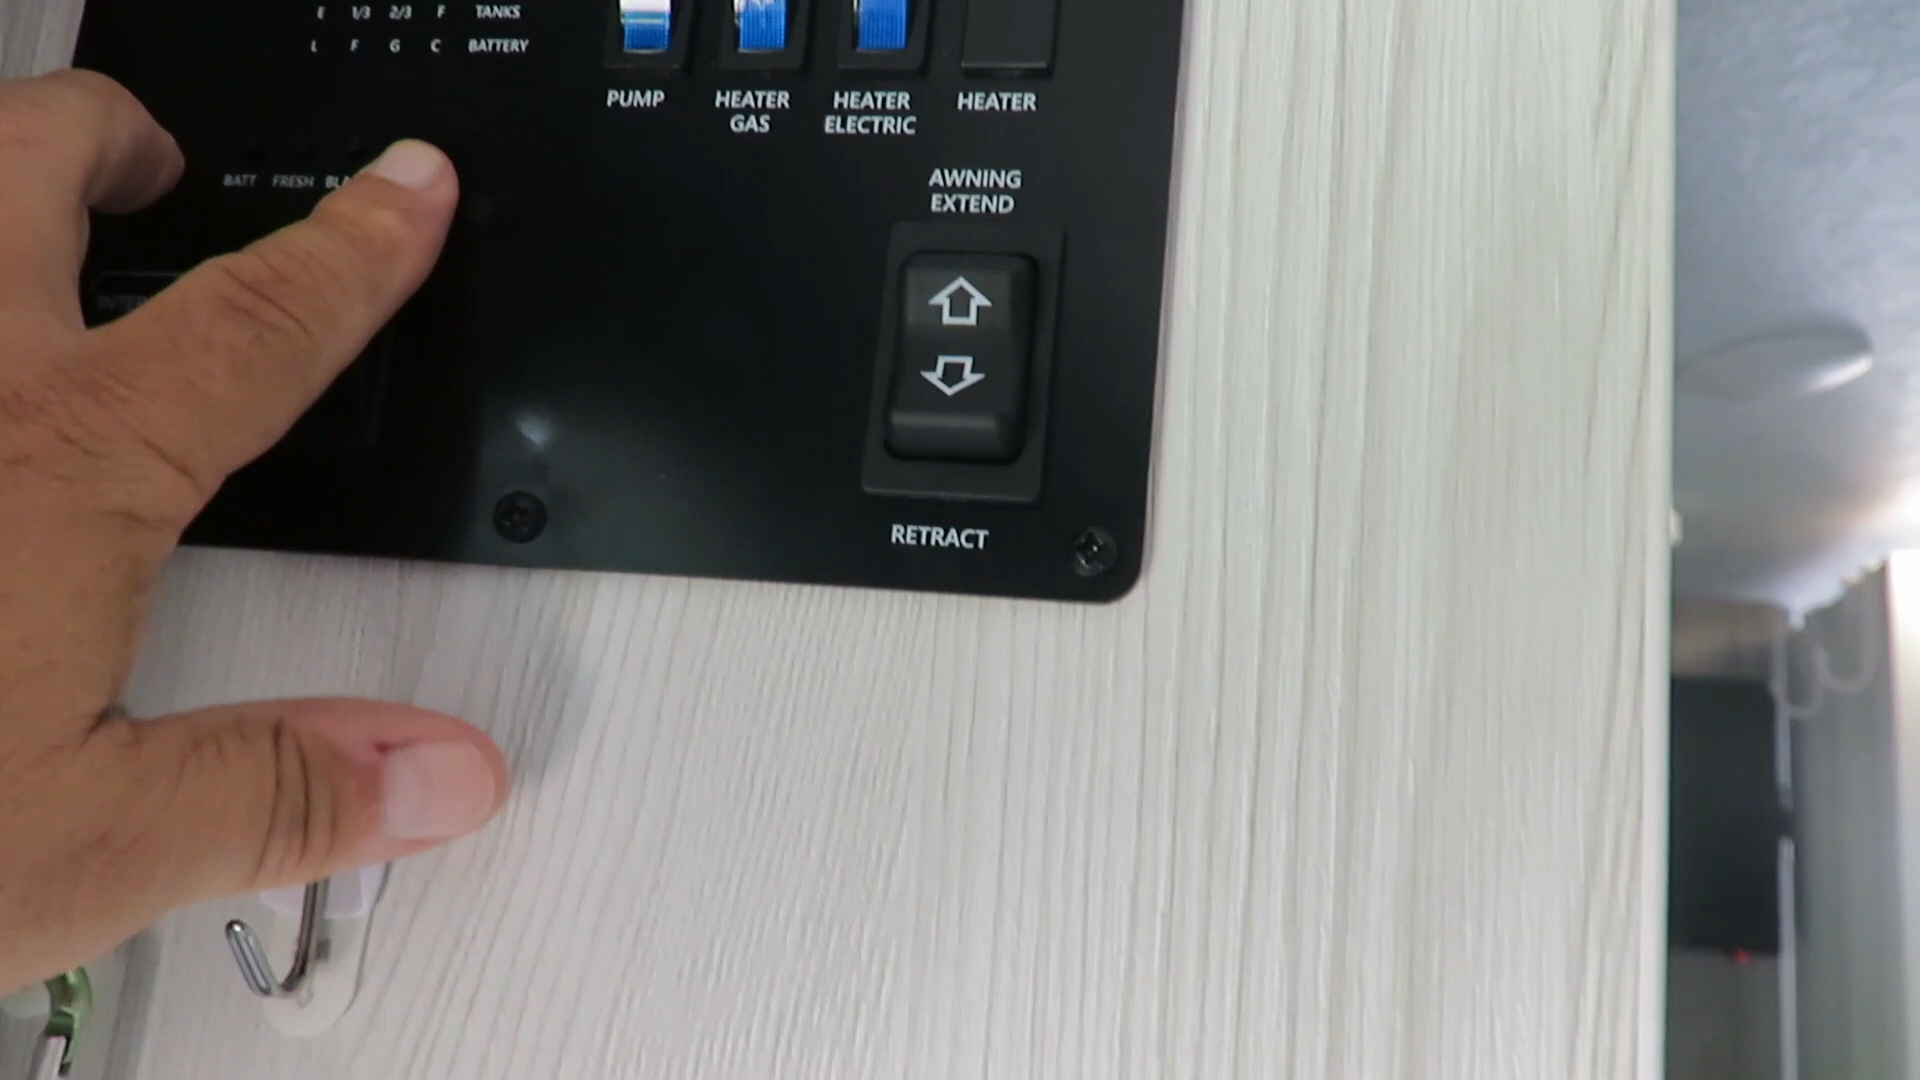 E 1/3 2/3 F TANKS
L F G C BATTERY
PUMP
HEATER
GAS
HEATER
ELECTRIC
HEATER
BATT FRESH
AWNING
EXTEND
RETRACT